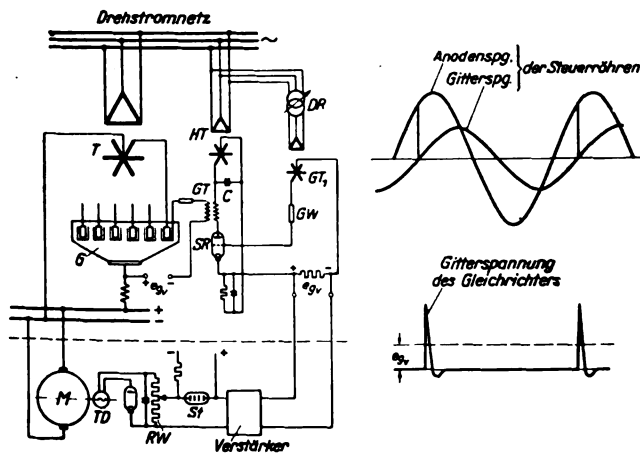 Drehstromnetz
~
Anodenspg.
Gitterspg.
der Steuerröhren
HT
DR
T
GT
C
GT₁
GW
SR
G
+ e_gv -
+ e_gv -
+
-
Gitterspannung
des Gleichrichters
e_gv
M
TD
RW
-
St
+
Verstärker